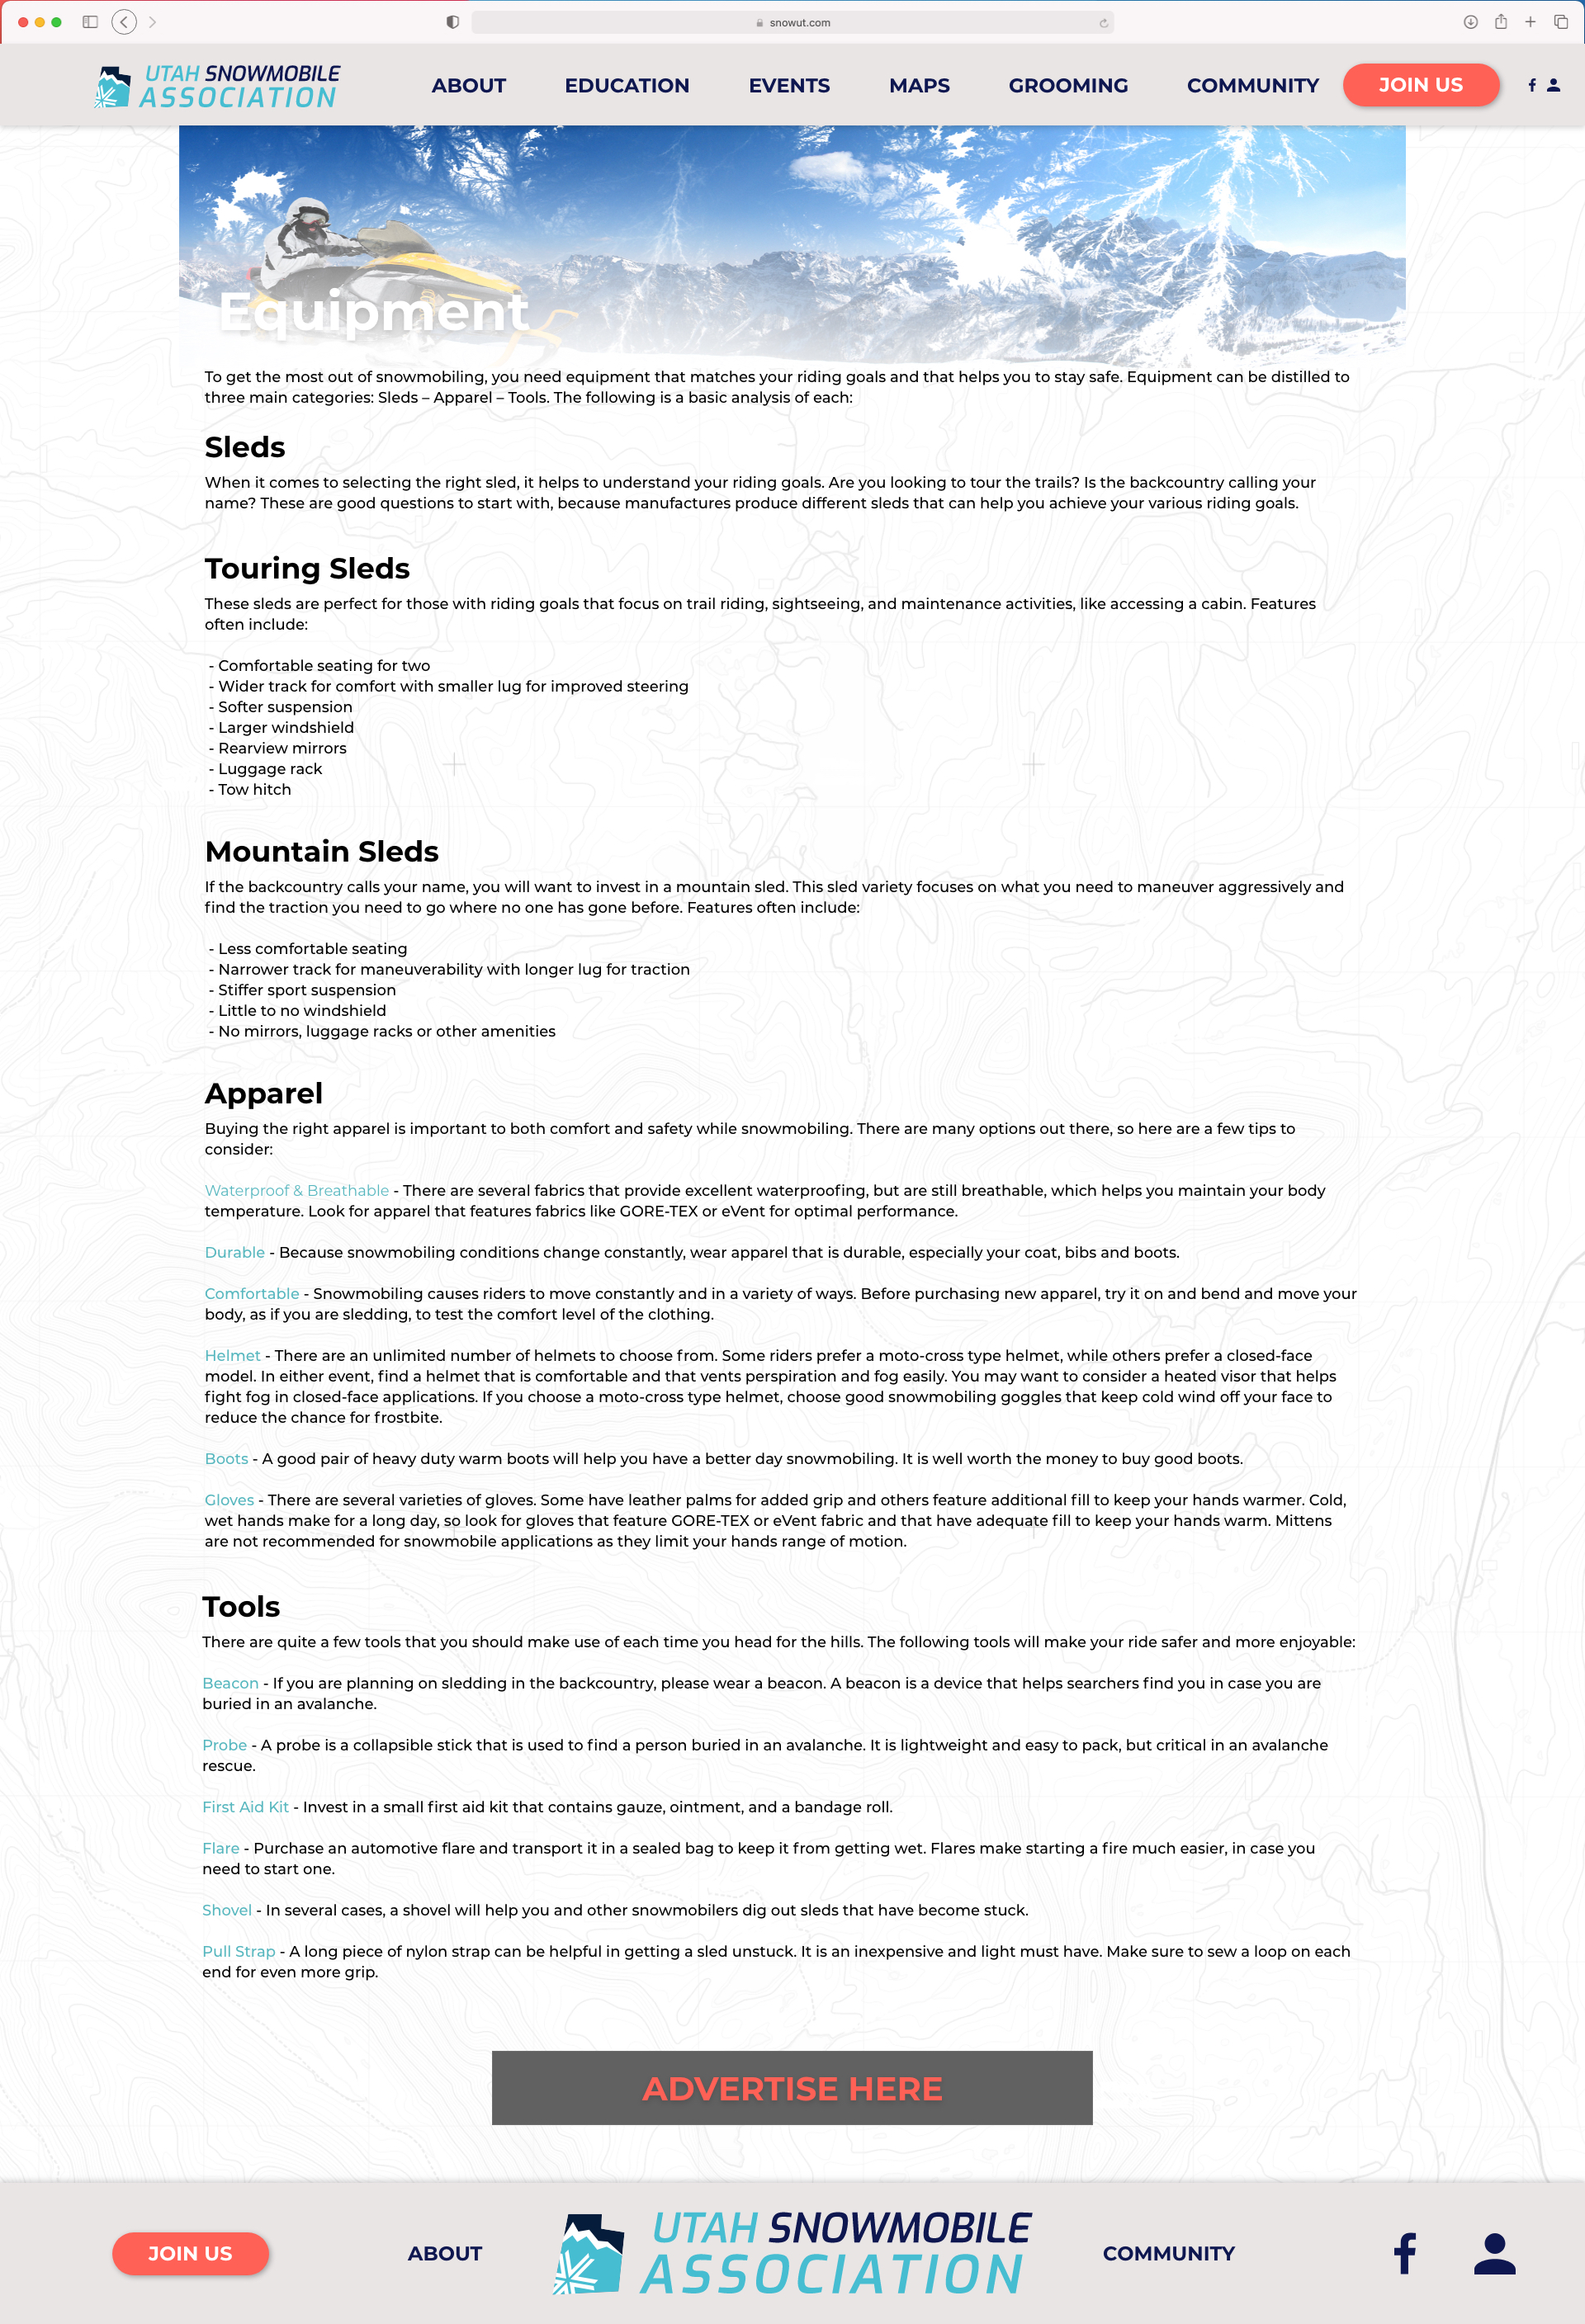 snowut.com
UTAH SNOWMOBILE
ASSOCIATION
ABOUT
EDUCATION
EVENTS
MAPS
GROOMING
COMMUNITY
JOIN US
Equipment
To get the most out of snowmobiling, you need equipment that matches your riding goals and that helps you to stay safe. Equipment can be distilled to
three main categories: Sleds – Apparel – Tools. The following is a basic analysis of each:
Sleds
When it comes to selecting the right sled, it helps to understand your riding goals. Are you looking to tour the trails? Is the backcountry calling your
name? These are good questions to start with, because manufactures produce different sleds that can help you achieve your various riding goals.
Touring Sleds
These sleds are perfect for those with riding goals that focus on trail riding, sightseeing, and maintenance activities, like accessing a cabin. Features
often include:
- Comfortable seating for two
- Wider track for comfort with smaller lug for improved steering
- Softer suspension
- Larger windshield
- Rearview mirrors
- Luggage rack
- Tow hitch
Mountain Sleds
If the backcountry calls your name, you will want to invest in a mountain sled. This sled variety focuses on what you need to maneuver aggressively and
find the traction you need to go where no one has gone before. Features often include:
- Less comfortable seating
- Narrower track for maneuverability with longer lug for traction
- Stiffer sport suspension
- Little to no windshield
- No mirrors, luggage racks or other amenities
Apparel
Buying the right apparel is important to both comfort and safety while snowmobiling. There are many options out there, so here are a few tips to
consider:
Waterproof & Breathable - There are several fabrics that provide excellent waterproofing, but are still breathable, which helps you maintain your body
temperature. Look for apparel that features fabrics like GORE-TEX or eVent for optimal performance.
Durable - Because snowmobiling conditions change constantly, wear apparel that is durable, especially your coat, bibs and boots.
Comfortable - Snowmobiling causes riders to move constantly and in a variety of ways. Before purchasing new apparel, try it on and bend and move your
body, as if you are sledding, to test the comfort level of the clothing.
Helmet - There are an unlimited number of helmets to choose from. Some riders prefer a moto-cross type helmet, while others prefer a closed-face
model. In either event, find a helmet that is comfortable and that vents perspiration and fog easily. You may want to consider a heated visor that helps
fight fog in closed-face applications. If you choose a moto-cross type helmet, choose good snowmobiling goggles that keep cold wind off your face to
reduce the chance for frostbite.
Boots - A good pair of heavy duty warm boots will help you have a better day snowmobiling. It is well worth the money to buy good boots.
Gloves - There are several varieties of gloves. Some have leather palms for added grip and others feature additional fill to keep your hands warmer. Cold,
wet hands make for a long day, so look for gloves that feature GORE-TEX or eVent fabric and that have adequate fill to keep your hands warm. Mittens
are not recommended for snowmobile applications as they limit your hands range of motion.
Tools
There are quite a few tools that you should make use of each time you head for the hills. The following tools will make your ride safer and more enjoyable:
Beacon - If you are planning on sledding in the backcountry, please wear a beacon. A beacon is a device that helps searchers find you in case you are
buried in an avalanche.
Probe - A probe is a collapsible stick that is used to find a person buried in an avalanche. It is lightweight and easy to pack, but critical in an avalanche
rescue.
First Aid Kit - Invest in a small first aid kit that contains gauze, ointment, and a bandage roll.
Flare - Purchase an automotive flare and transport it in a sealed bag to keep it from getting wet. Flares make starting a fire much easier, in case you
need to start one.
Shovel - In several cases, a shovel will help you and other snowmobilers dig out sleds that have become stuck.
Pull Strap - A long piece of nylon strap can be helpful in getting a sled unstuck. It is an inexpensive and light must have. Make sure to sew a loop on each
end for even more grip.
ADVERTISE HERE
JOIN US
ABOUT
UTAH SNOWMOBILE
ASSOCIATION
COMMUNITY